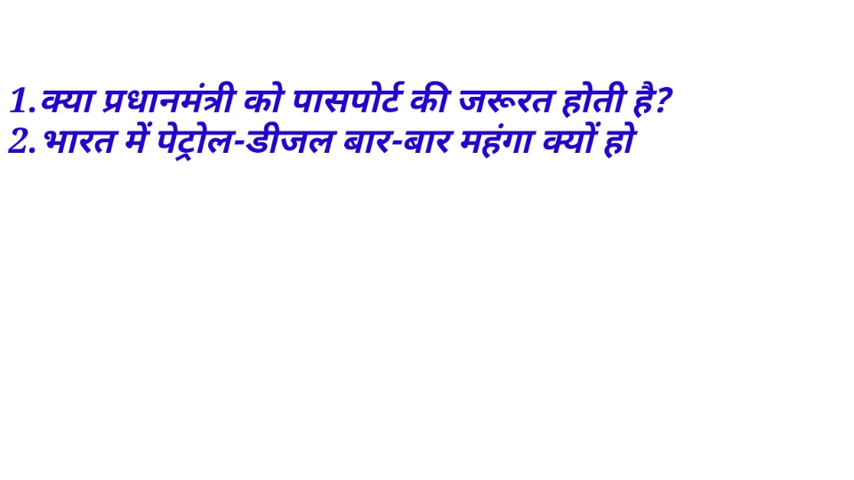 1.क्या प्रधानमंत्री को पासपोर्ट की जरूरत होती है?
2.भारत में पेट्रोल-डीजल बार-बार महंगा क्यों हो